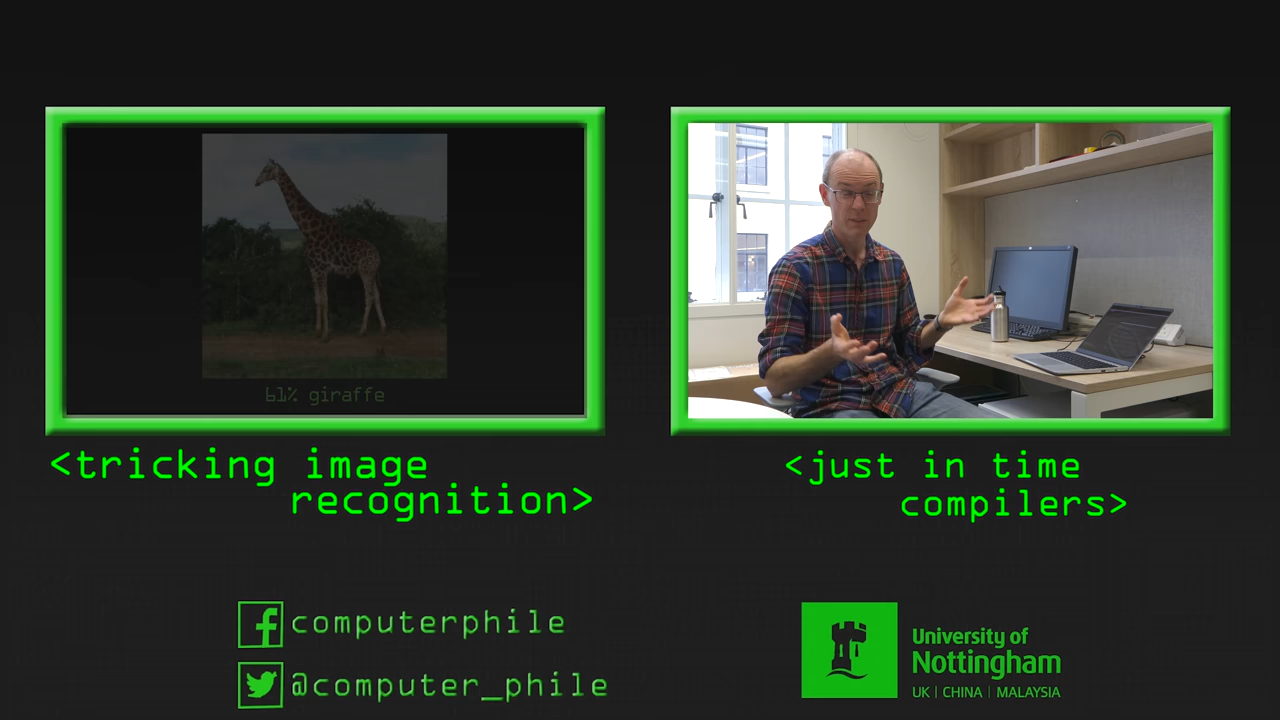 61% giraffe
<tricking image
recognition>
<just in time
compilers>
computerphile
@computer_phile
University of
Nottingham
UK | CHINA | MALAYSIA